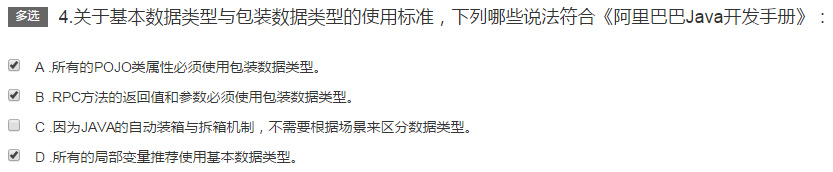 多选 4.关于基本数据类型与包装数据类型的使用标准，下列哪些说法符合《阿里巴巴Java开发手册》：
A .所有的POJO类属性必须使用包装数据类型。
B .RPC方法的返回值和参数必须使用包装数据类型。
C .因为JAVA的自动装箱与拆箱机制，不需要根据场景来区分数据类型。
D .所有的局部变量推荐使用基本数据类型。